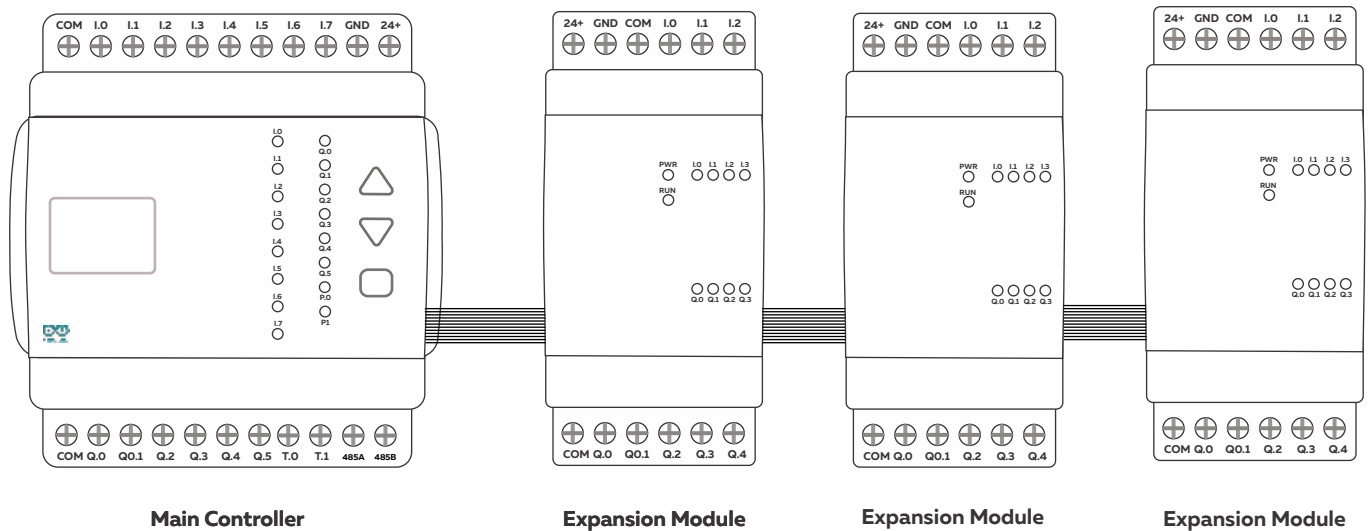 COM I.0 I.1 I.2 I.3 I.4 I.5 I.6 I.7 GND 24+
I.0
I.1
I.2
I.3
I.4
I.5
I.6
I.7
Q.0
Q.1
Q.2
Q.3
Q.4
Q.5
P.0
P1
COM Q.0 Q0.1 Q.2 Q.3 Q.4 Q.5 T.0 T.1 485A 485B
Main Controller
24+ GND COM I.0 I.1 I.2
PWR I.0 I.1 I.2 I.3
RUN
Q.0 Q.1 Q.2 Q.3
COM Q.0 Q0.1 Q.2 Q.3 Q.4
Expansion Module
24+ GND COM I.0 I.1 I.2
PWR I.0 I.1 I.2 I.3
RUN
Q.0 Q.1 Q.2 Q.3
COM Q.0 Q0.1 Q.2 Q.3 Q.4
Expansion Module
24+ GND COM I.0 I.1 I.2
PWR I.0 I.1 I.2 I.3
RUN
Q.0 Q.1 Q.2 Q.3
COM Q.0 Q0.1 Q.2 Q.3 Q.4
Expansion Module